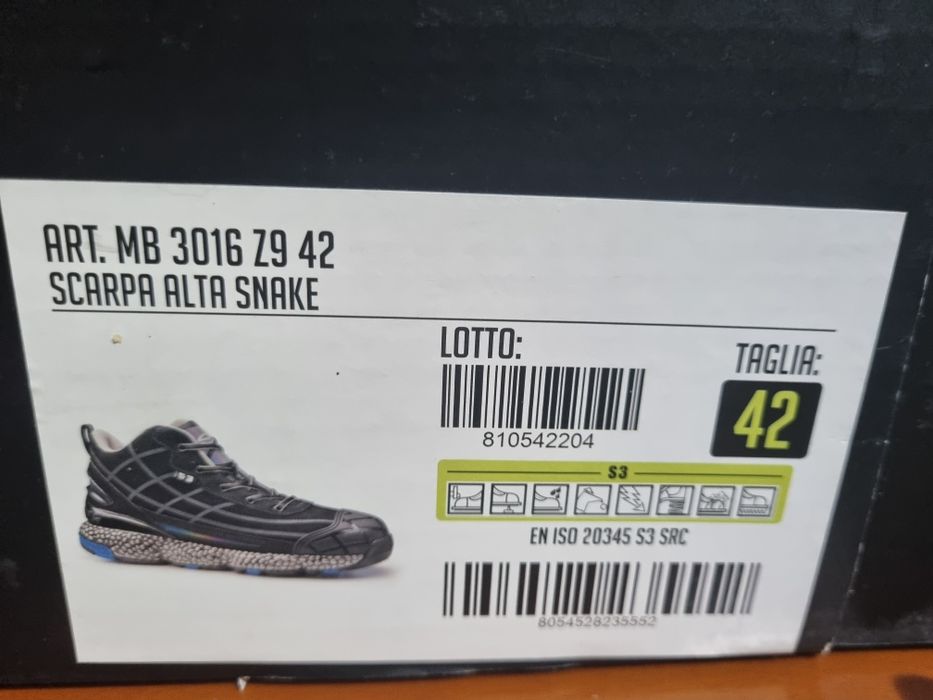 ART. MB 3016 Z9 42
SCARPA ALTA SNAKE
LOTTO:
810542204
TAGLIA:
42
S3
EN ISO 20345 S3 SRC
8054528235552